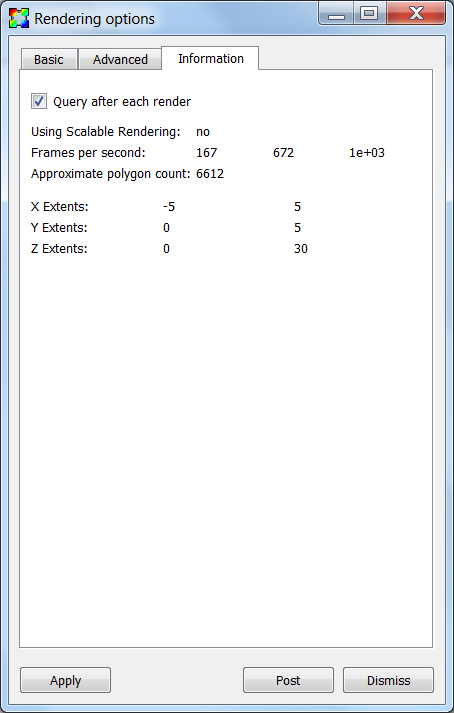 Rendering options
Basic Advanced Information
Query after each render
Using Scalable Rendering: no
Frames per second: 167 672 1e+03
Approximate polygon count: 6612
X Extents: -5 5
Y Extents: 0 5
Z Extents: 0 30
Apply Post Dismiss